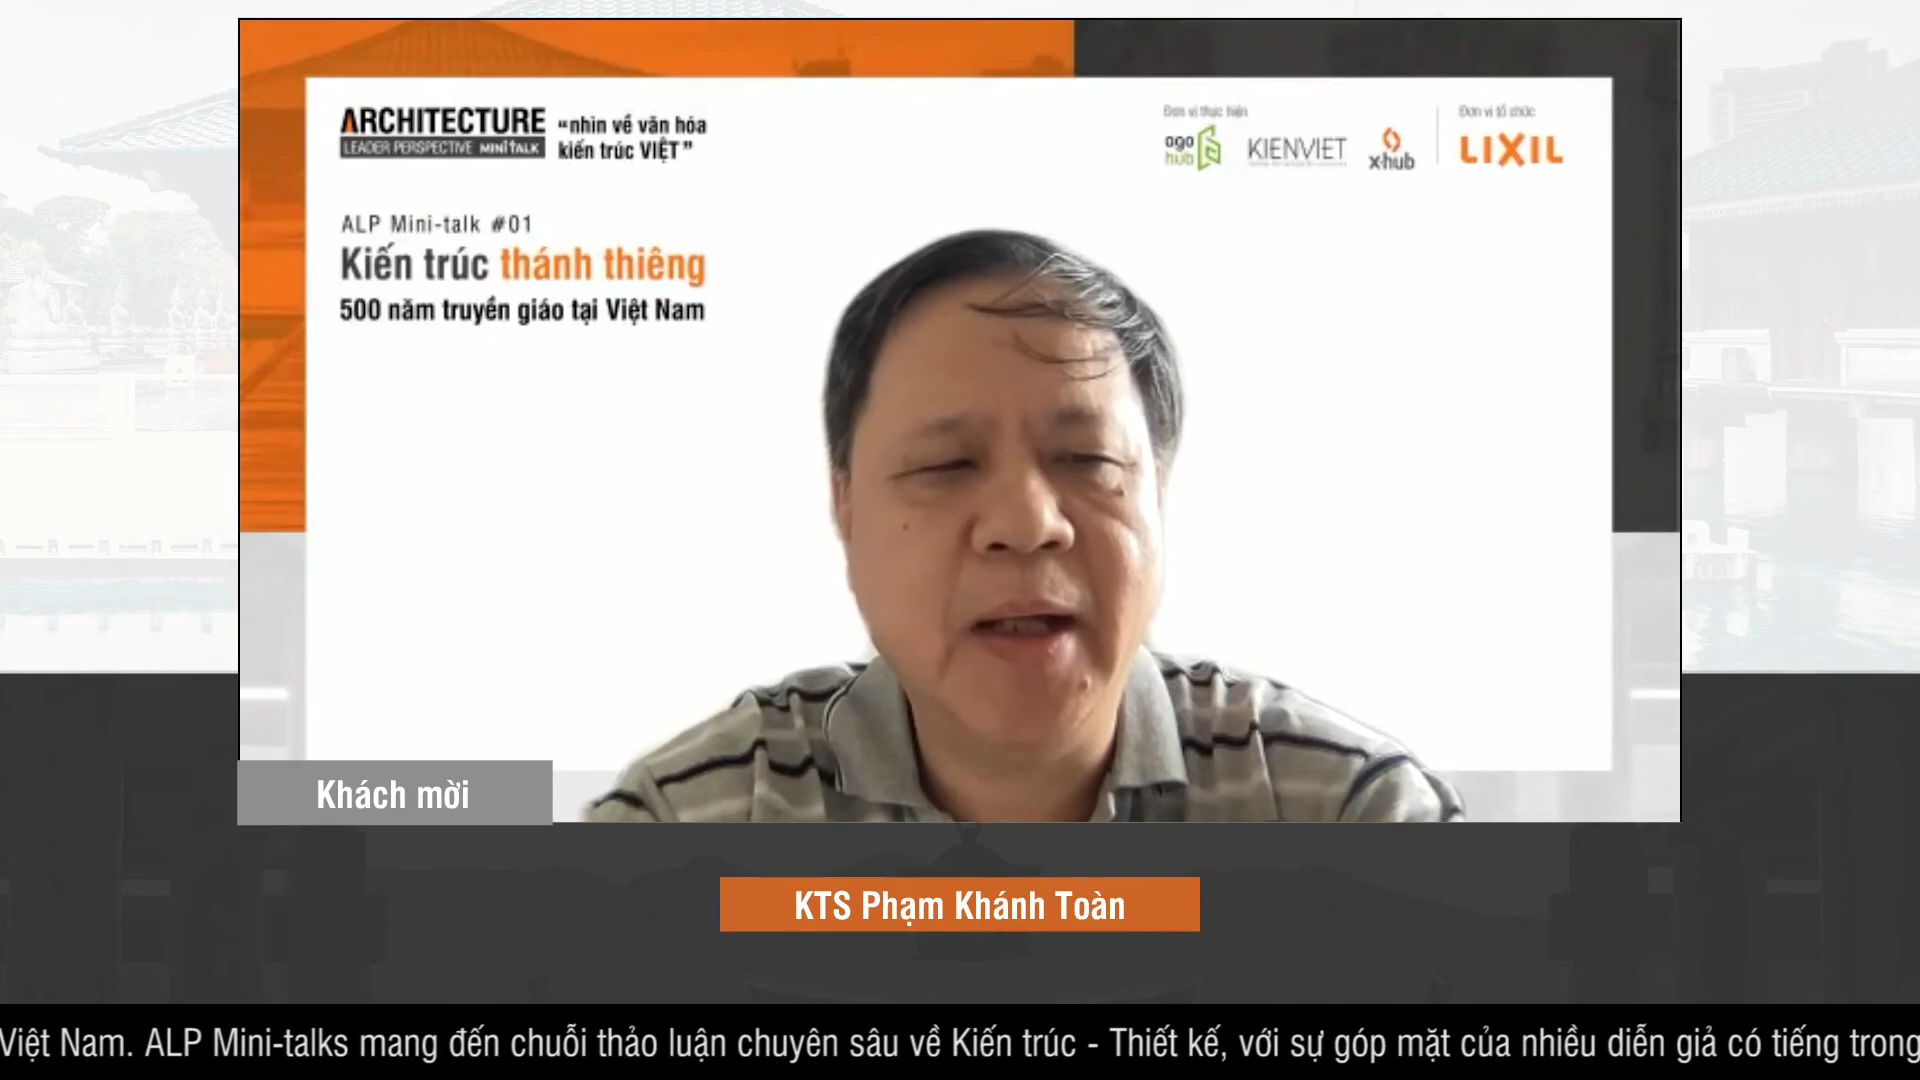 ARCHITECTURE
LEADER PERSPECTIVE MINI TALK
“nhìn về văn hóa
kiến trúc VIỆT”
Đơn vị thực hiện
ago
hub
KIENVIET
x-hub
Đơn vị tổ chức
LIXIL
ALP Mini-talk #01
Kiến trúc thánh thiêng
500 năm truyền giáo tại Việt Nam
Khách mời
KTS Phạm Khánh Toàn
Việt Nam. ALP Mini-talks mang đến chuỗi thảo luận chuyên sâu về Kiến trúc - Thiết kế, với sự góp mặt của nhiều diễn giả có tiếng trong